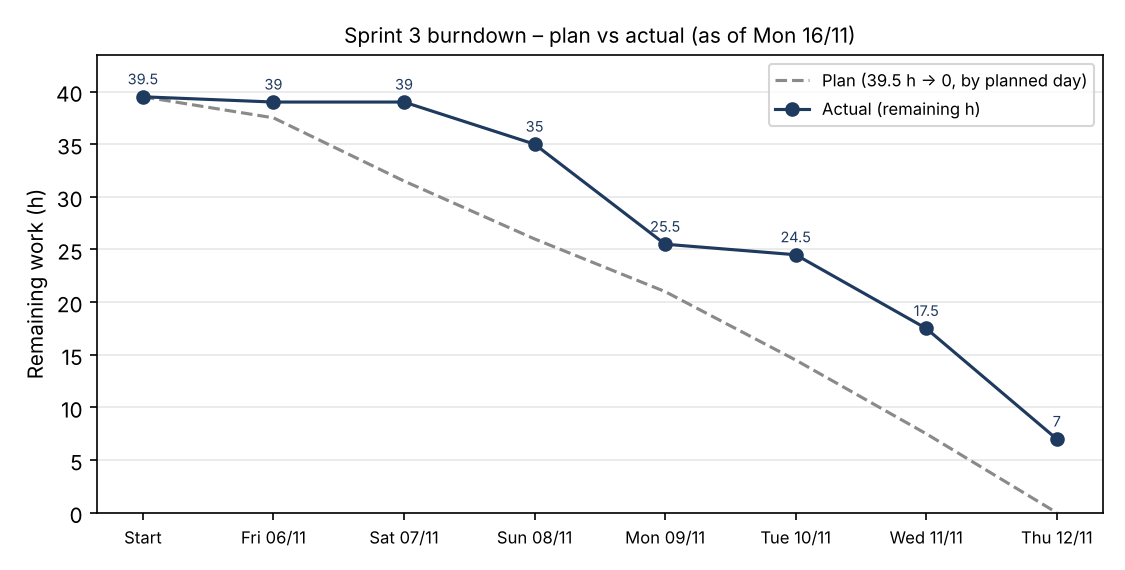 Sprint 3 burndown – plan vs actual (as of Mon 16/11)
Plan (39.5 h → 0, by planned day)
Actual (remaining h)
Remaining work (h)
40
35
30
25
20
15
10
5
0
39.5
39
39
35
25.5
24.5
17.5
7
Start
Fri 06/11
Sat 07/11
Sun 08/11
Mon 09/11
Tue 10/11
Wed 11/11
Thu 12/11